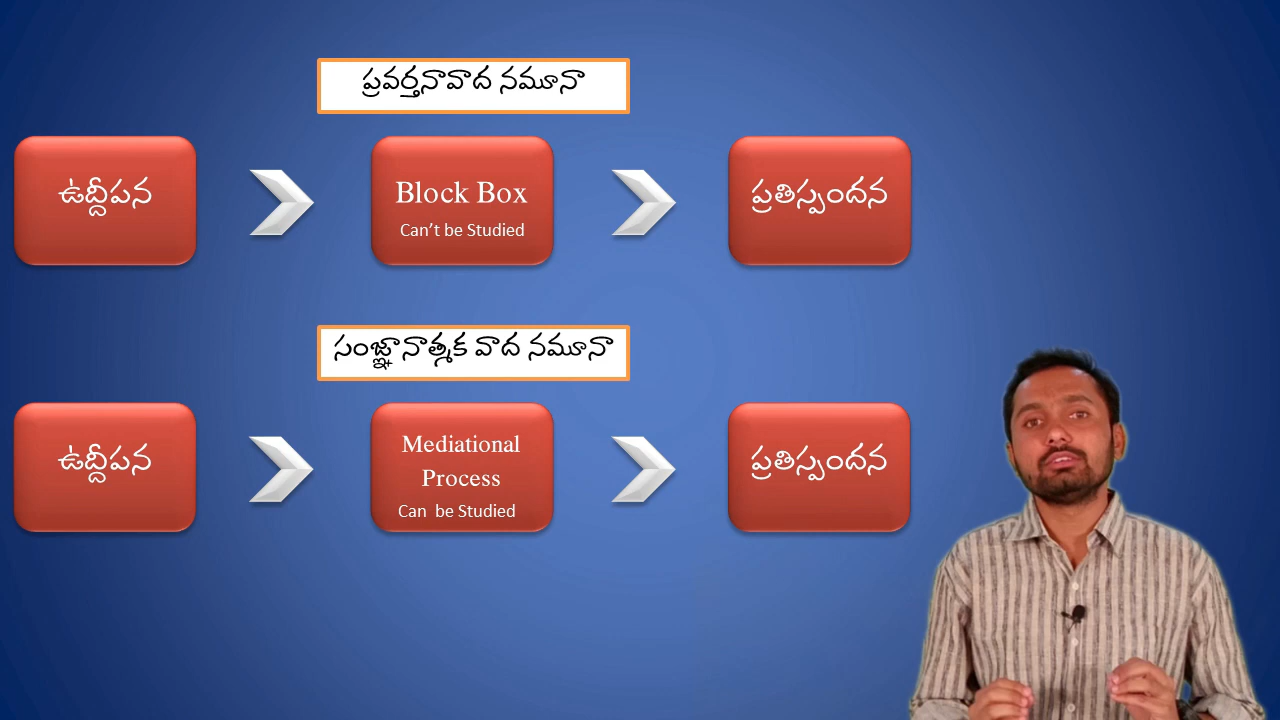 ప్రవర్తనావాద నమూనా
ఉద్దీపన
Block Box
Can't be Studied
ప్రతిస్పందన
సంజ్ఞానాత్మక వాద నమూనా
ఉద్దీపన
Mediational
Process
Can be Studied
ప్రతిస్పందన